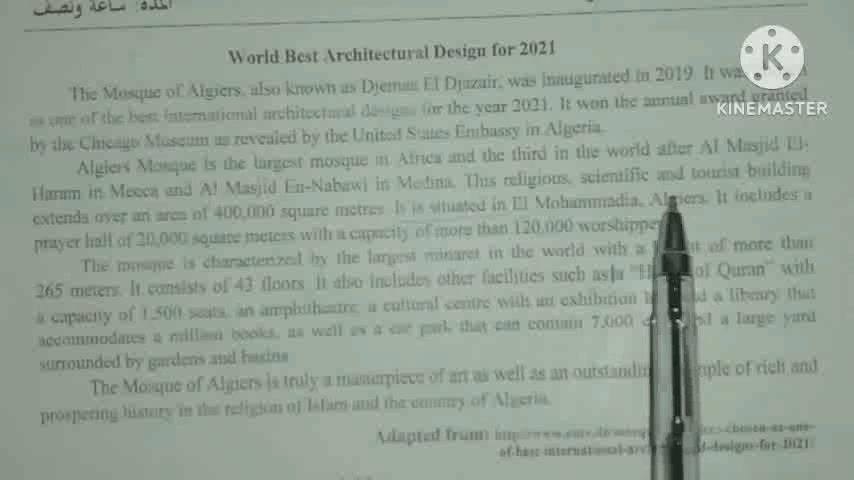 المدة: ساعة ونصف
World Best Architectural Design for 2021
The Mosque of Algiers, also known as Djemaa El Djazair, was inaugurated in 2019. It was
as one of the best international architectural designs for the year 2021. It won the annual award granted
by the Chicago Museum as revealed by the United States Embassy in Algeria.
Algiers Mosque is the largest mosque in Africa and the third in the world after Al Masjid El-
Haram in Mecca and Al Masjid En-Nabawi in Medina. This religious, scientific and tourist building
extends over an area of 400,000 square metres. It is situated in El Mohammadia, Algiers. It includes a
prayer hall of 20,000 square meters with a capacity of more than 120,000
The mosque is characterized by the largest minaret in the world with a of more than
265 meters. It consists of 43 floors. It also includes other facilities such as a of Quran" with
a capacity of 1,500 seats, an amphitheatre, a cultural centre with an exhibition a library that
accommodates a million books, as well as a car park that can contain 7,000 a large yard
surrounded by gardens and basins.
The Mosque of Algiers is truly a masterpiece of art as well as an of rich and
prospering history in the religion of Islam and the country of Algeria.
Adapted from:
of-best-international- designs-for-2021/
K
KINEMASTER